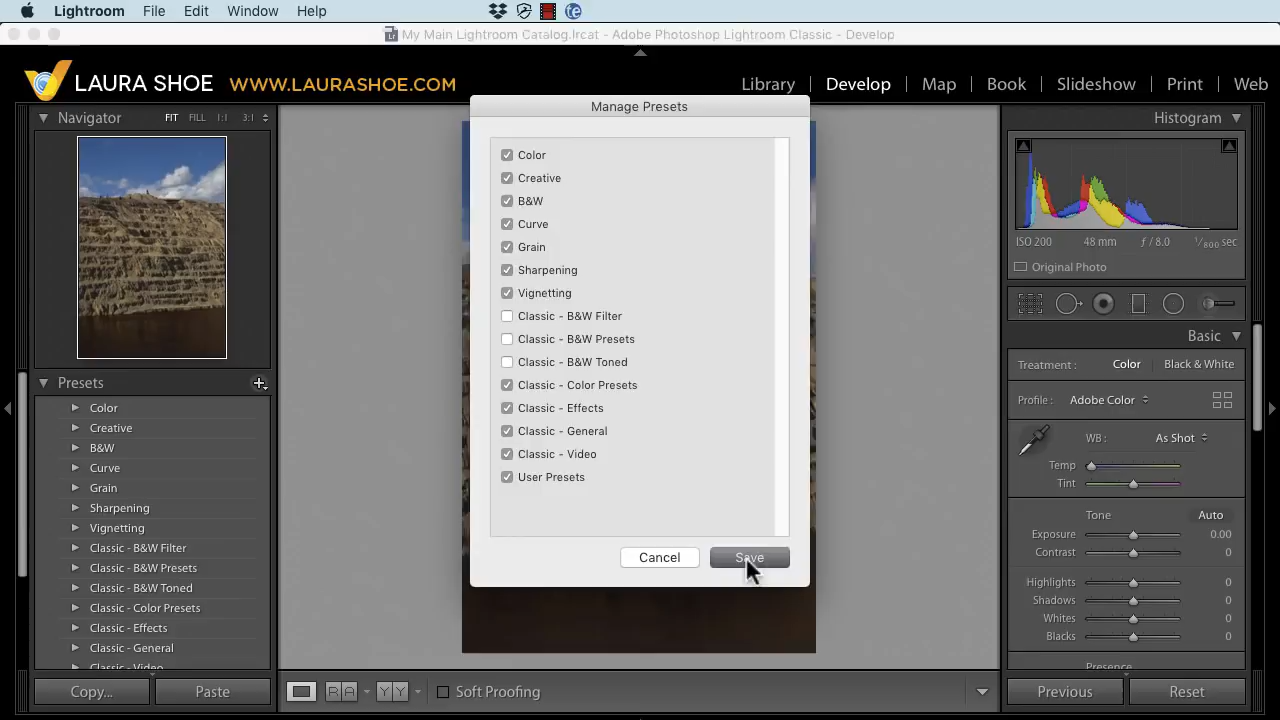 Lightroom File Edit Window Help
My Main Lightroom Catalog.lrcat - Adobe Photoshop Lightroom Classic - Develop
LAURA SHOE WWW.LAURASHOE.COM
Library | Develop | Map | Book | Slideshow | Print | Web
Navigator FIT FILL 1:1 3:1
Presets
Color
Creative
B&W
Curve
Grain
Sharpening
Vignetting
Classic - B&W Filter
Classic - B&W Presets
Classic - B&W Toned
Classic - Color Presets
Classic - Effects
Classic - General
Classic - Video
Copy... Paste
Manage Presets
Color
Creative
B&W
Curve
Grain
Sharpening
Vignetting
Classic - B&W Filter
Classic - B&W Presets
Classic - B&W Toned
Classic - Color Presets
Classic - Effects
Classic - General
Classic - Video
User Presets
Cancel Save
RA YY Soft Proofing
Histogram
ISO 200 48 mm ƒ / 8.0 1/800 sec
Original Photo
Basic
Treatment: Color | Black & White
Profile : Adobe Color
WB : As Shot
Temp
Tint
Tone Auto
Exposure 0.00
Contrast 0
Highlights 0
Shadows 0
Whites 0
Blacks 0
Presence
Previous Reset